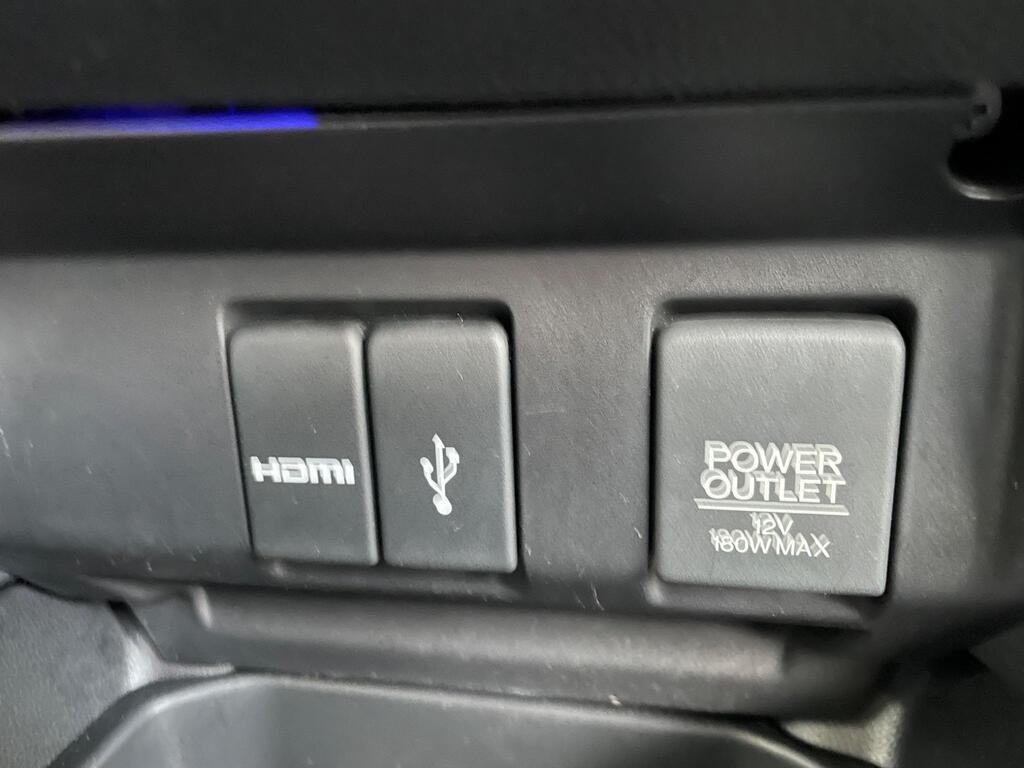 HDMI
POWER
OUTLET
12V
180W MAX